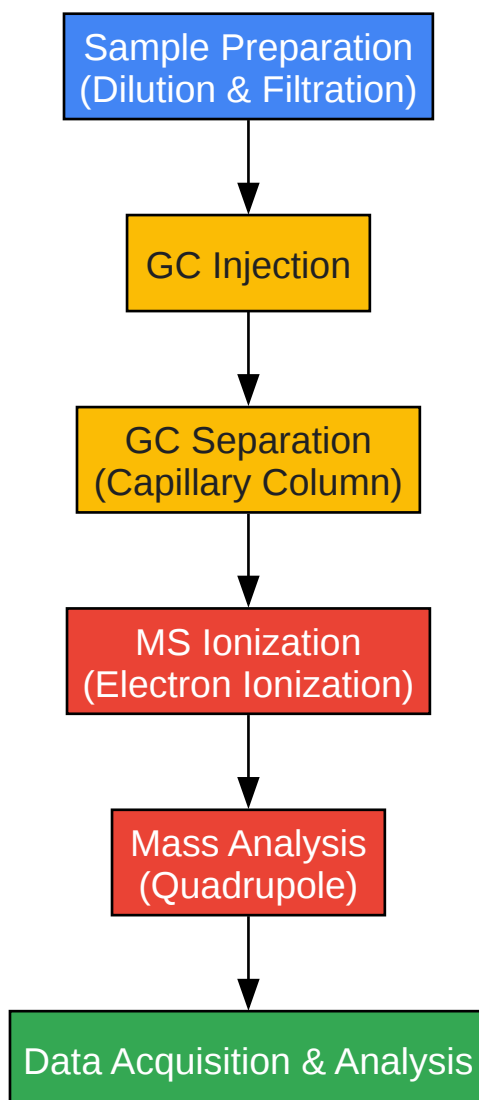 Sample Preparation
(Dilution & Filtration)
GC Injection
GC Separation
(Capillary Column)
MS Ionization
(Electron Ionization)
Mass Analysis
(Quadrupole)
Data Acquisition & Analysis